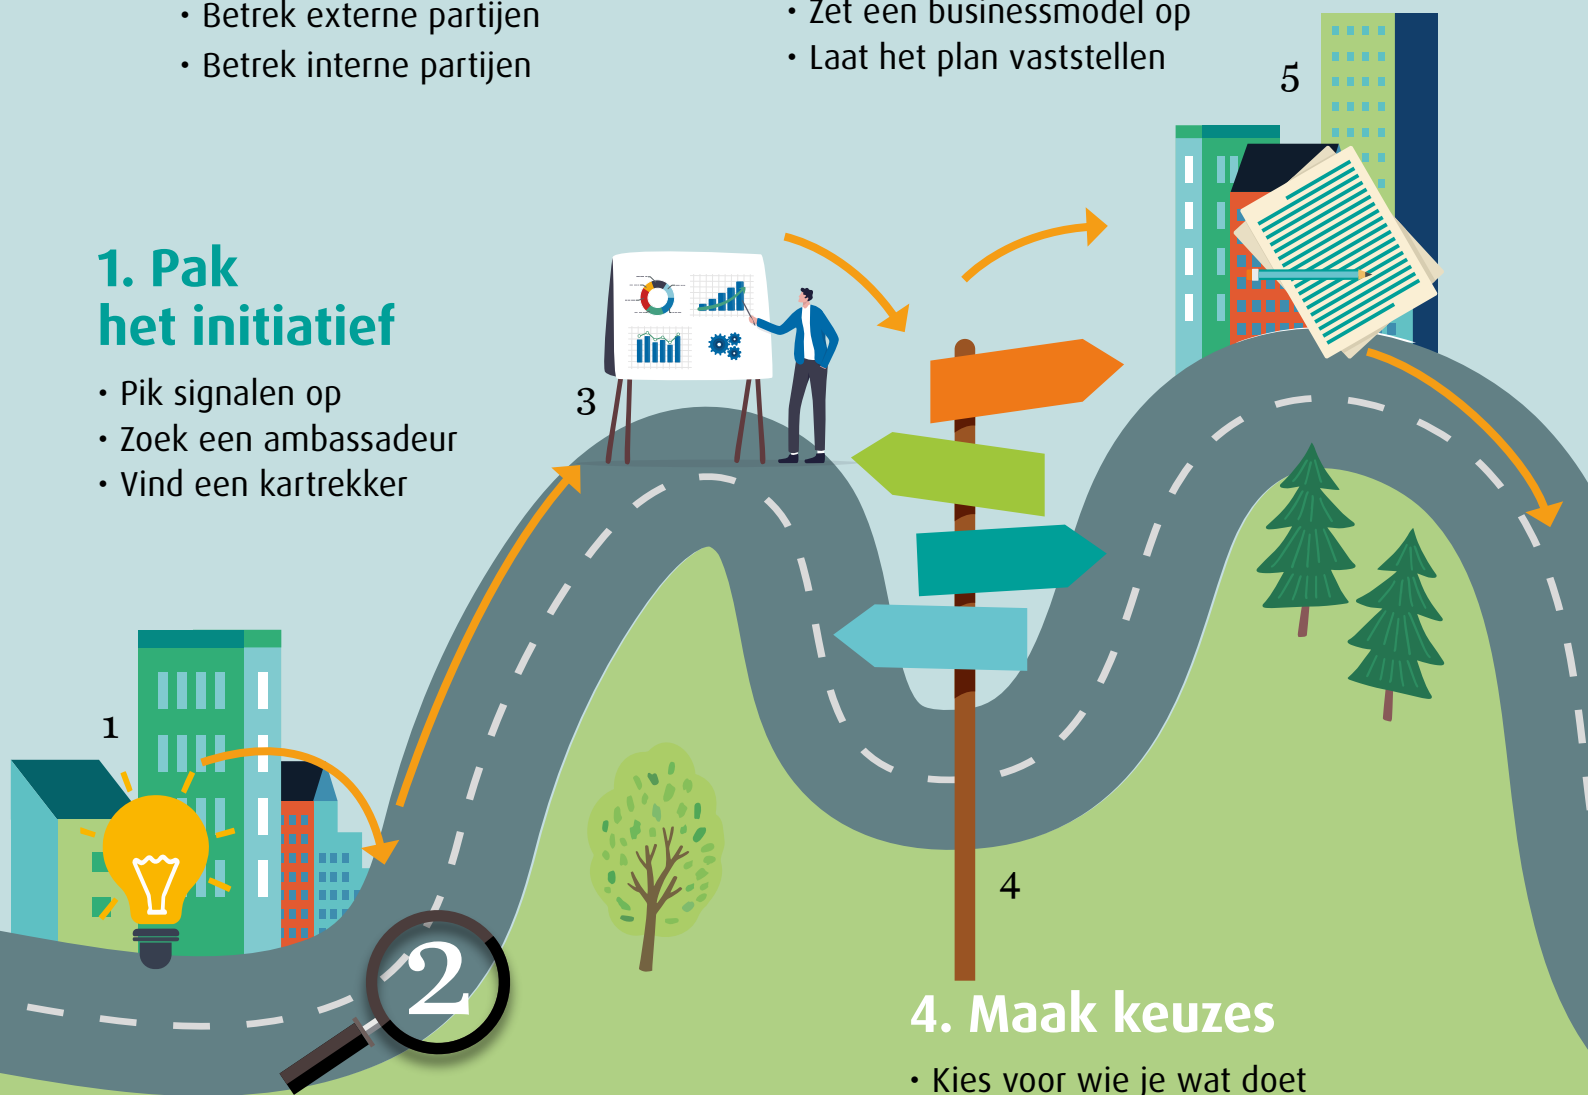 • Betrek externe partijen
• Betrek interne partijen
• Zet een businessmodel op
• Laat het plan vaststellen
5
1. Pak
het initiatief
• Pik signalen op
• Zoek een ambassadeur
• Vind een kartrekker
3
1
4
2
4. Maak keuzes
• Kies voor wie je wat doet